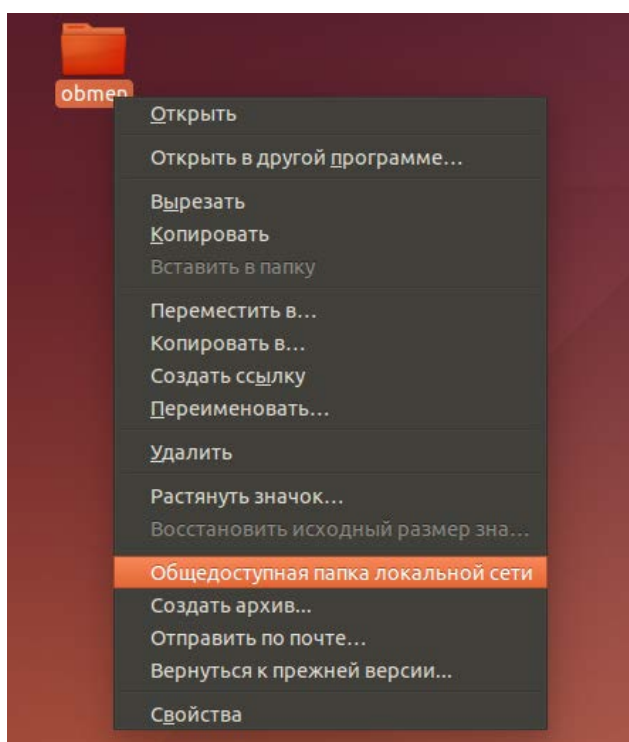 obmen
Открыть
Открыть в другой программе...
Вырезать
Копировать
Вставить в папку
Переместить в...
Копировать в...
Создать ссылку
Переименовать...
Удалить
Растянуть значок...
Восстановить исходный размер зна...
Общедоступная папка локальной сети
Создать архив...
Отправить по почте...
Вернуться к прежней версии...
Свойства